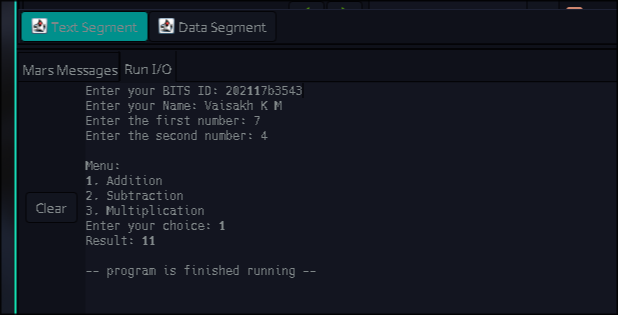 Text Segment Data Segment
Mars Messages Run I/O
Enter your BITS ID: 202117b3543
Enter your Name: Vaisakh K M
Enter the first number: 7
Enter the second number: 4
Menu:
1. Addition
2. Subtraction
3. Multiplication
Enter your choice: 1
Result: 11
-- program is finished running --
Clear